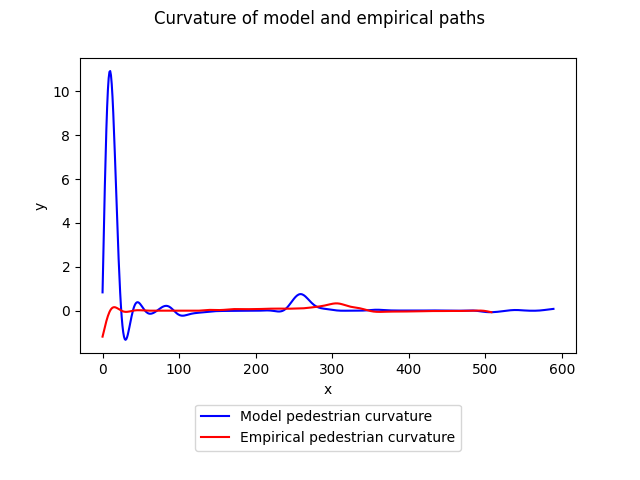 Curvature of model and empirical paths
10
8
6
4
2
0
y
0 100 200 300 400 500 600
x
Model pedestrian curvature
Empirical pedestrian curvature